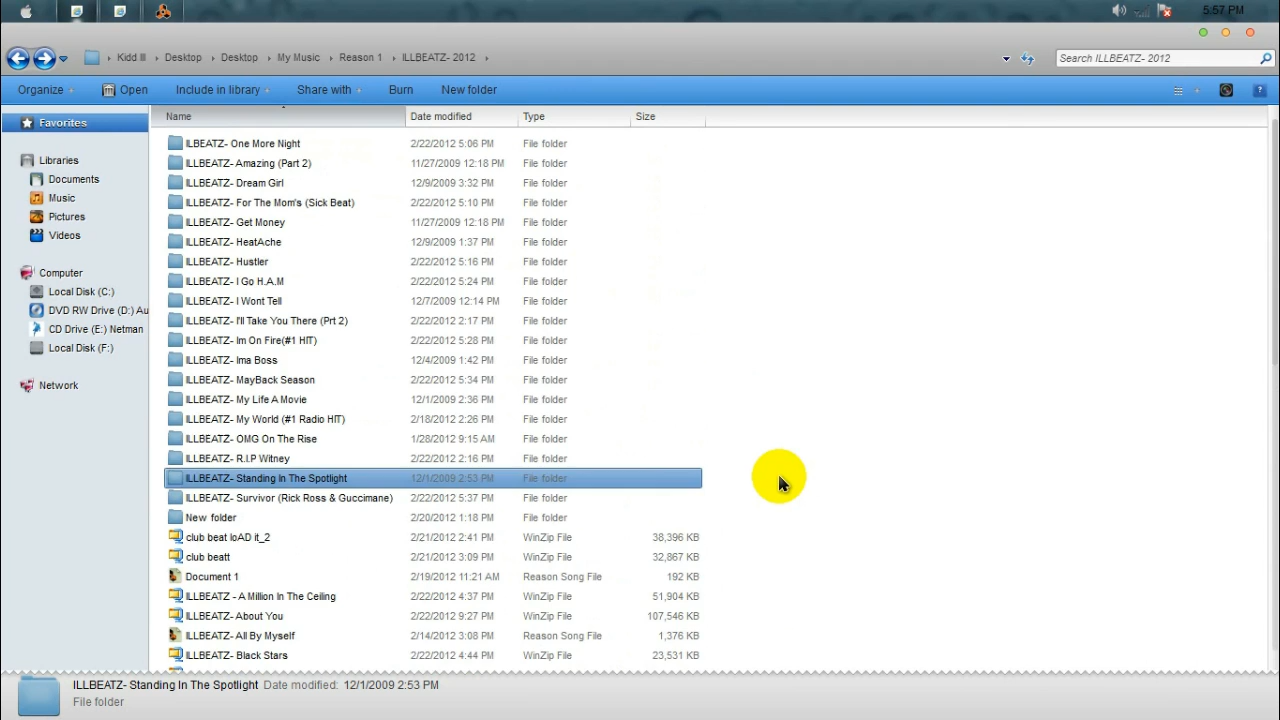 5:57 PM
Kidd Ill Desktop Desktop My Music Reason 1 ILLBEATZ- 2012 Search ILLBEATZ- 2012
Organize Open Include in library Share with Burn New folder
Favorites
Libraries
Documents
Music
Pictures
Videos
Computer
Local Disk (C:)
DVD RW Drive (D:) Au
CD Drive (E:) Netman
Local Disk (F:)
Network
Name Date modified Type Size
ILBEATZ- One More Night 2/22/2012 5:06 PM File folder
ILLBEATZ- Amazing (Part 2) 11/27/2009 12:18 PM File folder
ILLBEATZ- Dream Girl 12/9/2009 3:32 PM File folder
ILLBEATZ- For The Mom's (Sick Beat) 2/22/2012 5:10 PM File folder
ILLBEATZ- Get Money 11/27/2009 12:18 PM File folder
ILLBEATZ- HeatAche 12/9/2009 1:37 PM File folder
ILLBEATZ- Hustler 2/22/2012 5:16 PM File folder
ILLBEATZ- I Go H.A.M 2/22/2012 5:24 PM File folder
ILLBEATZ- I Wont Tell 12/7/2009 12:14 PM File folder
ILLBEATZ- I'll Take You There (Prt 2) 2/22/2012 2:17 PM File folder
ILLBEATZ- Im On Fire(#1 HIT) 2/22/2012 5:28 PM File folder
ILLBEATZ- Ima Boss 12/4/2009 1:42 PM File folder
ILLBEATZ- MayBack Season 2/22/2012 5:34 PM File folder
ILLBEATZ- My Life A Movie 12/1/2009 2:36 PM File folder
ILLBEATZ- My World (#1 Radio HIT) 2/18/2012 2:26 PM File folder
ILLBEATZ- OMG On The Rise 1/28/2012 9:15 AM File folder
ILLBEATZ- R.I.P Witney 2/22/2012 2:16 PM File folder
ILLBEATZ- Standing In The Spotlight 12/1/2009 2:53 PM File folder
ILLBEATZ- Survivor (Rick Ross & Guccimane) 2/22/2012 5:37 PM File folder
New folder 2/20/2012 1:18 PM File folder
club beat loAD it_2 2/21/2012 2:41 PM WinZip File 38,396 KB
club beatt 2/21/2012 3:09 PM WinZip File 32,867 KB
Document 1 2/19/2012 11:21 AM Reason Song File 192 KB
ILLBEATZ - A Million In The Ceiling 2/22/2012 4:37 PM WinZip File 51,904 KB
ILLBEATZ- About You 2/22/2012 9:27 PM WinZip File 107,546 KB
ILLBEATZ- All By Myself 2/14/2012 3:08 PM Reason Song File 1,376 KB
ILLBEATZ- Black Stars 2/22/2012 4:44 PM WinZip File 23,531 KB
ILLBEATZ- Standing In The Spotlight Date modified: 12/1/2009 2:53 PM
File folder